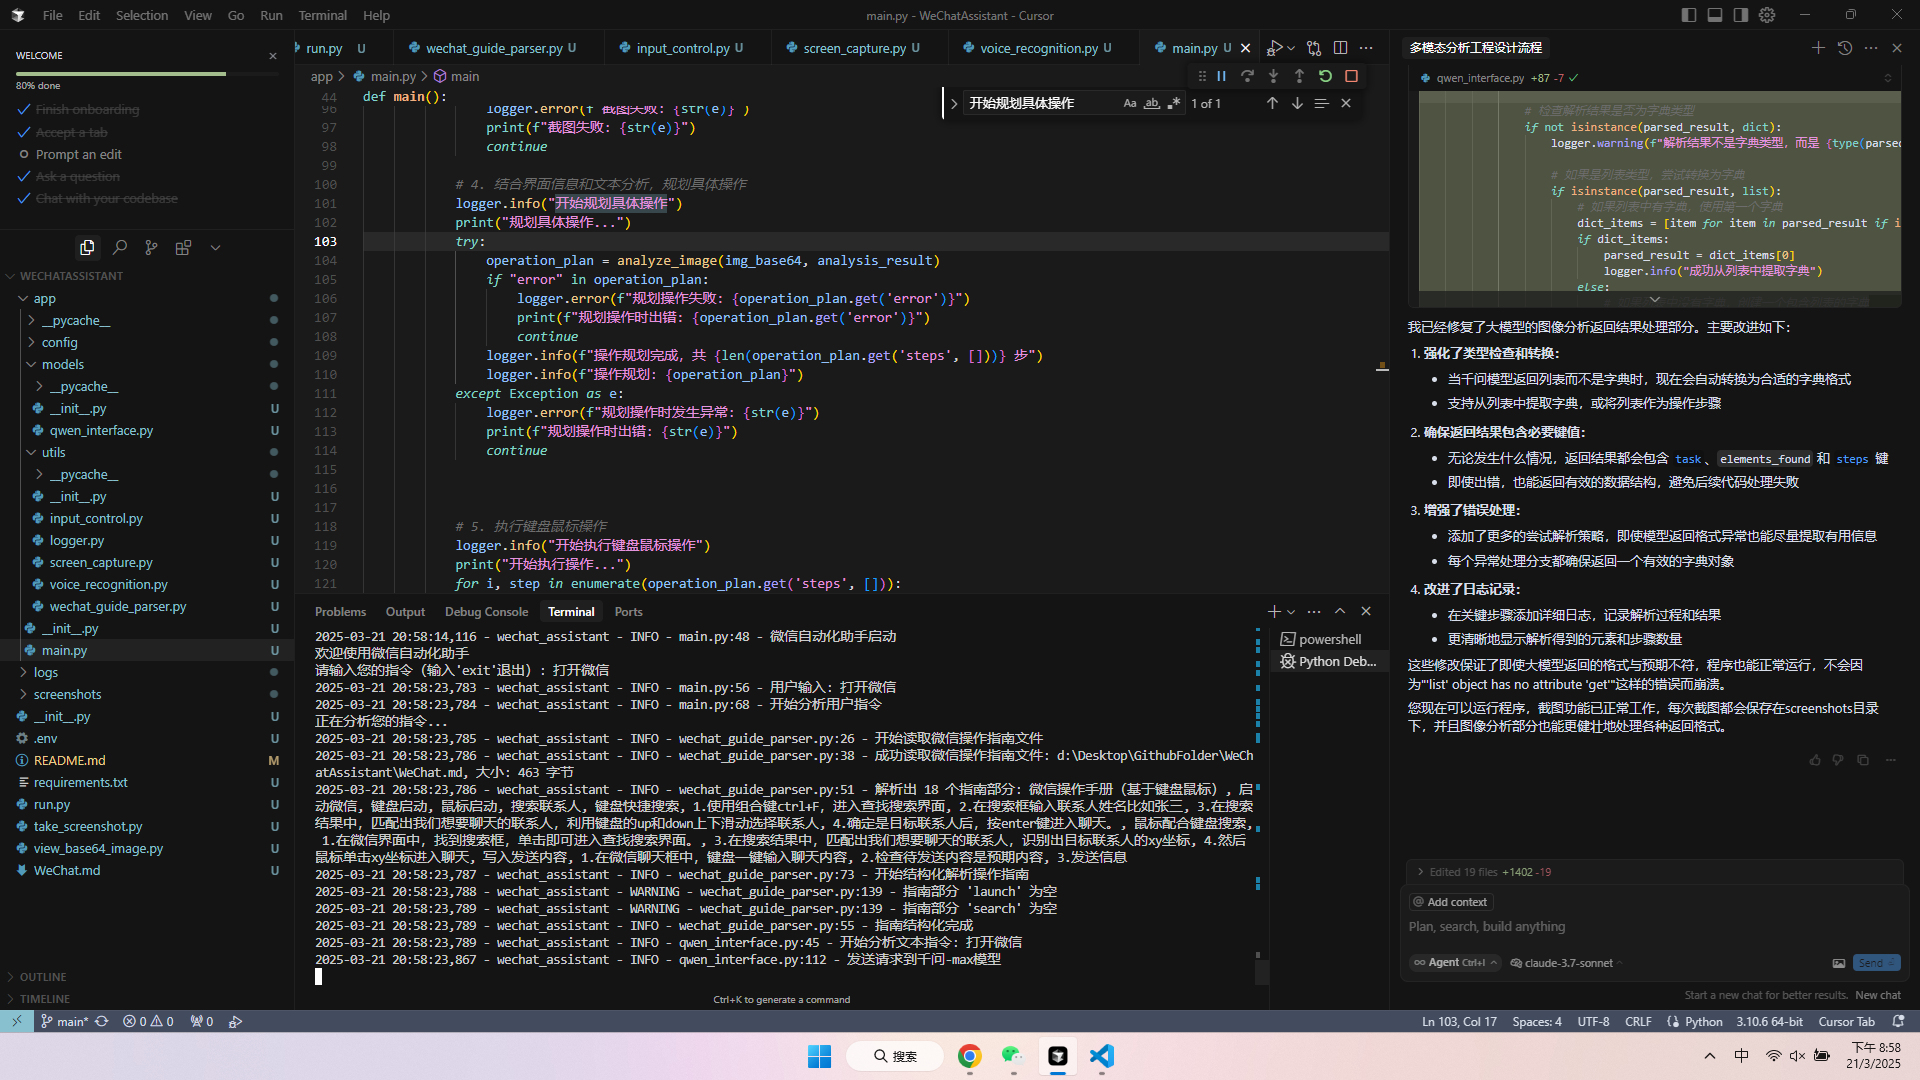 File Edit Selection View Go Run Terminal Help
main.py - WeChatAssistant - Cursor
WELCOME
80% done
Finish onboarding
Accept a tab
Prompt an edit
Ask a question
Chat with your codebase
WECHATASSISTANT
app
__pycache__
config
models
__pycache__
__init__.py U
qwen_interface.py U
utils
__pycache__
__init__.py U
input_control.py U
logger.py U
screen_capture.py U
voice_recognition.py U
wechat_guide_parser.py U
__init__.py U
main.py U
logs
screenshots
__init__.py U
.env U
README.md M
requirements.txt U
run.py U
take_screenshot.py U
view_base64_image.py U
WeChat.md U
OUTLINE
TIMELINE
run.py U wechat_guide_parser.py U input_control.py U screen_capture.py U voice_recognition.py U main.py U
app > main.py > main
开始规划具体操作 Aa ab 1 of 1
44 def main():
96 logger.error(f"截图失败: {str(e)}")
97 print(f"截图失败: {str(e)}")
98 continue
99
100 # 4. 结合界面信息和文本分析，规划具体操作
101 logger.info("开始规划具体操作")
102 print("规划具体操作...")
103 try:
104 operation_plan = analyze_image(img_base64, analysis_result)
105 if "error" in operation_plan:
106 logger.error(f"规划操作失败: {operation_plan.get('error')}")
107 print(f"规划操作时出错: {operation_plan.get('error')}")
108 continue
109 logger.info(f"操作规划完成，共 {len(operation_plan.get('steps', []))} 步")
110 logger.info(f"操作规划: {operation_plan}")
111 except Exception as e:
112 logger.error(f"规划操作时发生异常: {str(e)}")
113 print(f"规划操作时出错: {str(e)}")
114 continue
115
116
117
118 # 5. 执行键盘鼠标操作
119 logger.info("开始执行键盘鼠标操作")
120 print("开始执行操作...")
121 for i, step in enumerate(operation_plan.get('steps', [])):
Problems Output Debug Console Terminal Ports
2025-03-21 20:58:14,116 - wechat_assistant - INFO - main.py:48 - 微信自动化助手启动
欢迎使用微信自动化助手
请输入您的指令（输入'exit'退出）: 打开微信
2025-03-21 20:58:23,783 - wechat_assistant - INFO - main.py:56 - 用户输入: 打开微信
2025-03-21 20:58:23,784 - wechat_assistant - INFO - main.py:68 - 开始分析用户指令
正在分析您的指令...
2025-03-21 20:58:23,785 - wechat_assistant - INFO - wechat_guide_parser.py:26 - 开始读取微信操作指南文件
2025-03-21 20:58:23,786 - wechat_assistant - INFO - wechat_guide_parser.py:38 - 成功读取微信操作指南文件: d:\Desktop\GithubFolder\WeCh
atAssistant\WeChat.md, 大小: 463 字节
2025-03-21 20:58:23,786 - wechat_assistant - INFO - wechat_guide_parser.py:51 - 解析出 18 个指南部分: 微信操作手册（基于键盘鼠标）, 启
动微信, 键盘启动, 鼠标启动, 搜索联系人, 键盘快捷搜索, 1.使用组合键ctrl+F，进入查找搜索界面, 2.在搜索框输入联系人姓名比如张三, 3.在搜索
结果中，匹配出我们想要聊天的联系人，利用键盘的up和down上下滑动选择联系人, 4.确定是目标联系人后，按enter键进入聊天。, 鼠标配合键盘搜索,
1.在微信界面中，找到搜索框，单击即可进入查找搜索界面。, 3.在搜索结果中，匹配出我们想要聊天的联系人，识别出目标联系人的xy坐标, 4.然后
鼠标单击xy坐标进入聊天, 写入发送内容, 1.在微信聊天框中，键盘一键输入聊天内容, 2.检查待发送内容是预期内容, 3.发送信息
2025-03-21 20:58:23,787 - wechat_assistant - INFO - wechat_guide_parser.py:73 - 开始结构化解析操作指南
2025-03-21 20:58:23,788 - wechat_assistant - WARNING - wechat_guide_parser.py:139 - 指南部分 'launch' 为空
2025-03-21 20:58:23,789 - wechat_assistant - WARNING - wechat_guide_parser.py:139 - 指南部分 'search' 为空
2025-03-21 20:58:23,789 - wechat_assistant - INFO - wechat_guide_parser.py:55 - 指南结构化完成
2025-03-21 20:58:23,789 - wechat_assistant - INFO - qwen_interface.py:45 - 开始分析文本指令: 打开微信
2025-03-21 20:58:23,867 - wechat_assistant - INFO - qwen_interface.py:112 - 发送请求到千问-max模型
Ctrl+K to generate a command
powershell
Python Deb...
多模态分析工程设计流程
qwen_interface.py +87 -7
# 检查解析结果是否为字典类型
if not isinstance(parsed_result, dict):
logger.warning(f"解析结果不是字典类型，而是 {type(parsed
# 如果是列表类型，尝试转换为字典
if isinstance(parsed_result, list):
# 如果列表中有字典，使用第一个字典
dict_items = [item for item in parsed_result if i
if dict_items:
parsed_result = dict_items[0]
logger.info("成功从列表中提取字典")
else:
我已经修复了大模型的图像分析返回结果处理部分。主要改进如下：
1. 强化了类型检查和转换：
• 当千问模型返回列表而不是字典时，现在会自动转换为合适的字典格式
• 支持从列表中提取字典，或将列表作为操作步骤
2. 确保返回结果包含必要键值：
• 无论发生什么情况，返回结果都会包含 task 、 elements_found 和 steps 键
• 即使出错，也能返回有效的数据结构，避免后续代码处理失败
3. 增强了错误处理：
• 添加了更多的尝试解析策略，即使模型返回格式异常也能尽量提取有用信息
• 每个异常处理分支都确保返回一个有效的字典对象
4. 改进了日志记录：
• 在关键步骤添加详细日志，记录解析过程和结果
• 更清晰地显示解析得到的元素和步骤数量
这些修改保证了即使大模型返回的格式与预期不符，程序也能正常运行，不会因
为"'list' object has no attribute 'get'"这样的错误而崩溃。
您现在可以运行程序，截图功能已正常工作，每次截图都会保存在screenshots目录
下，并且图像分析部分也能更健壮地处理各种返回格式。
Edited 19 files +1402 -19
@ Add context
Plan, search, build anything
Agent Ctrl+I claude-3.7-sonnet Send
Start a new chat for better results. New chat
main* 0 0 0 Ln 103, Col 17 Spaces: 4 UTF-8 CRLF Python 3.10.6 64-bit Cursor Tab
搜索
中
下午 8:58
21/3/2025